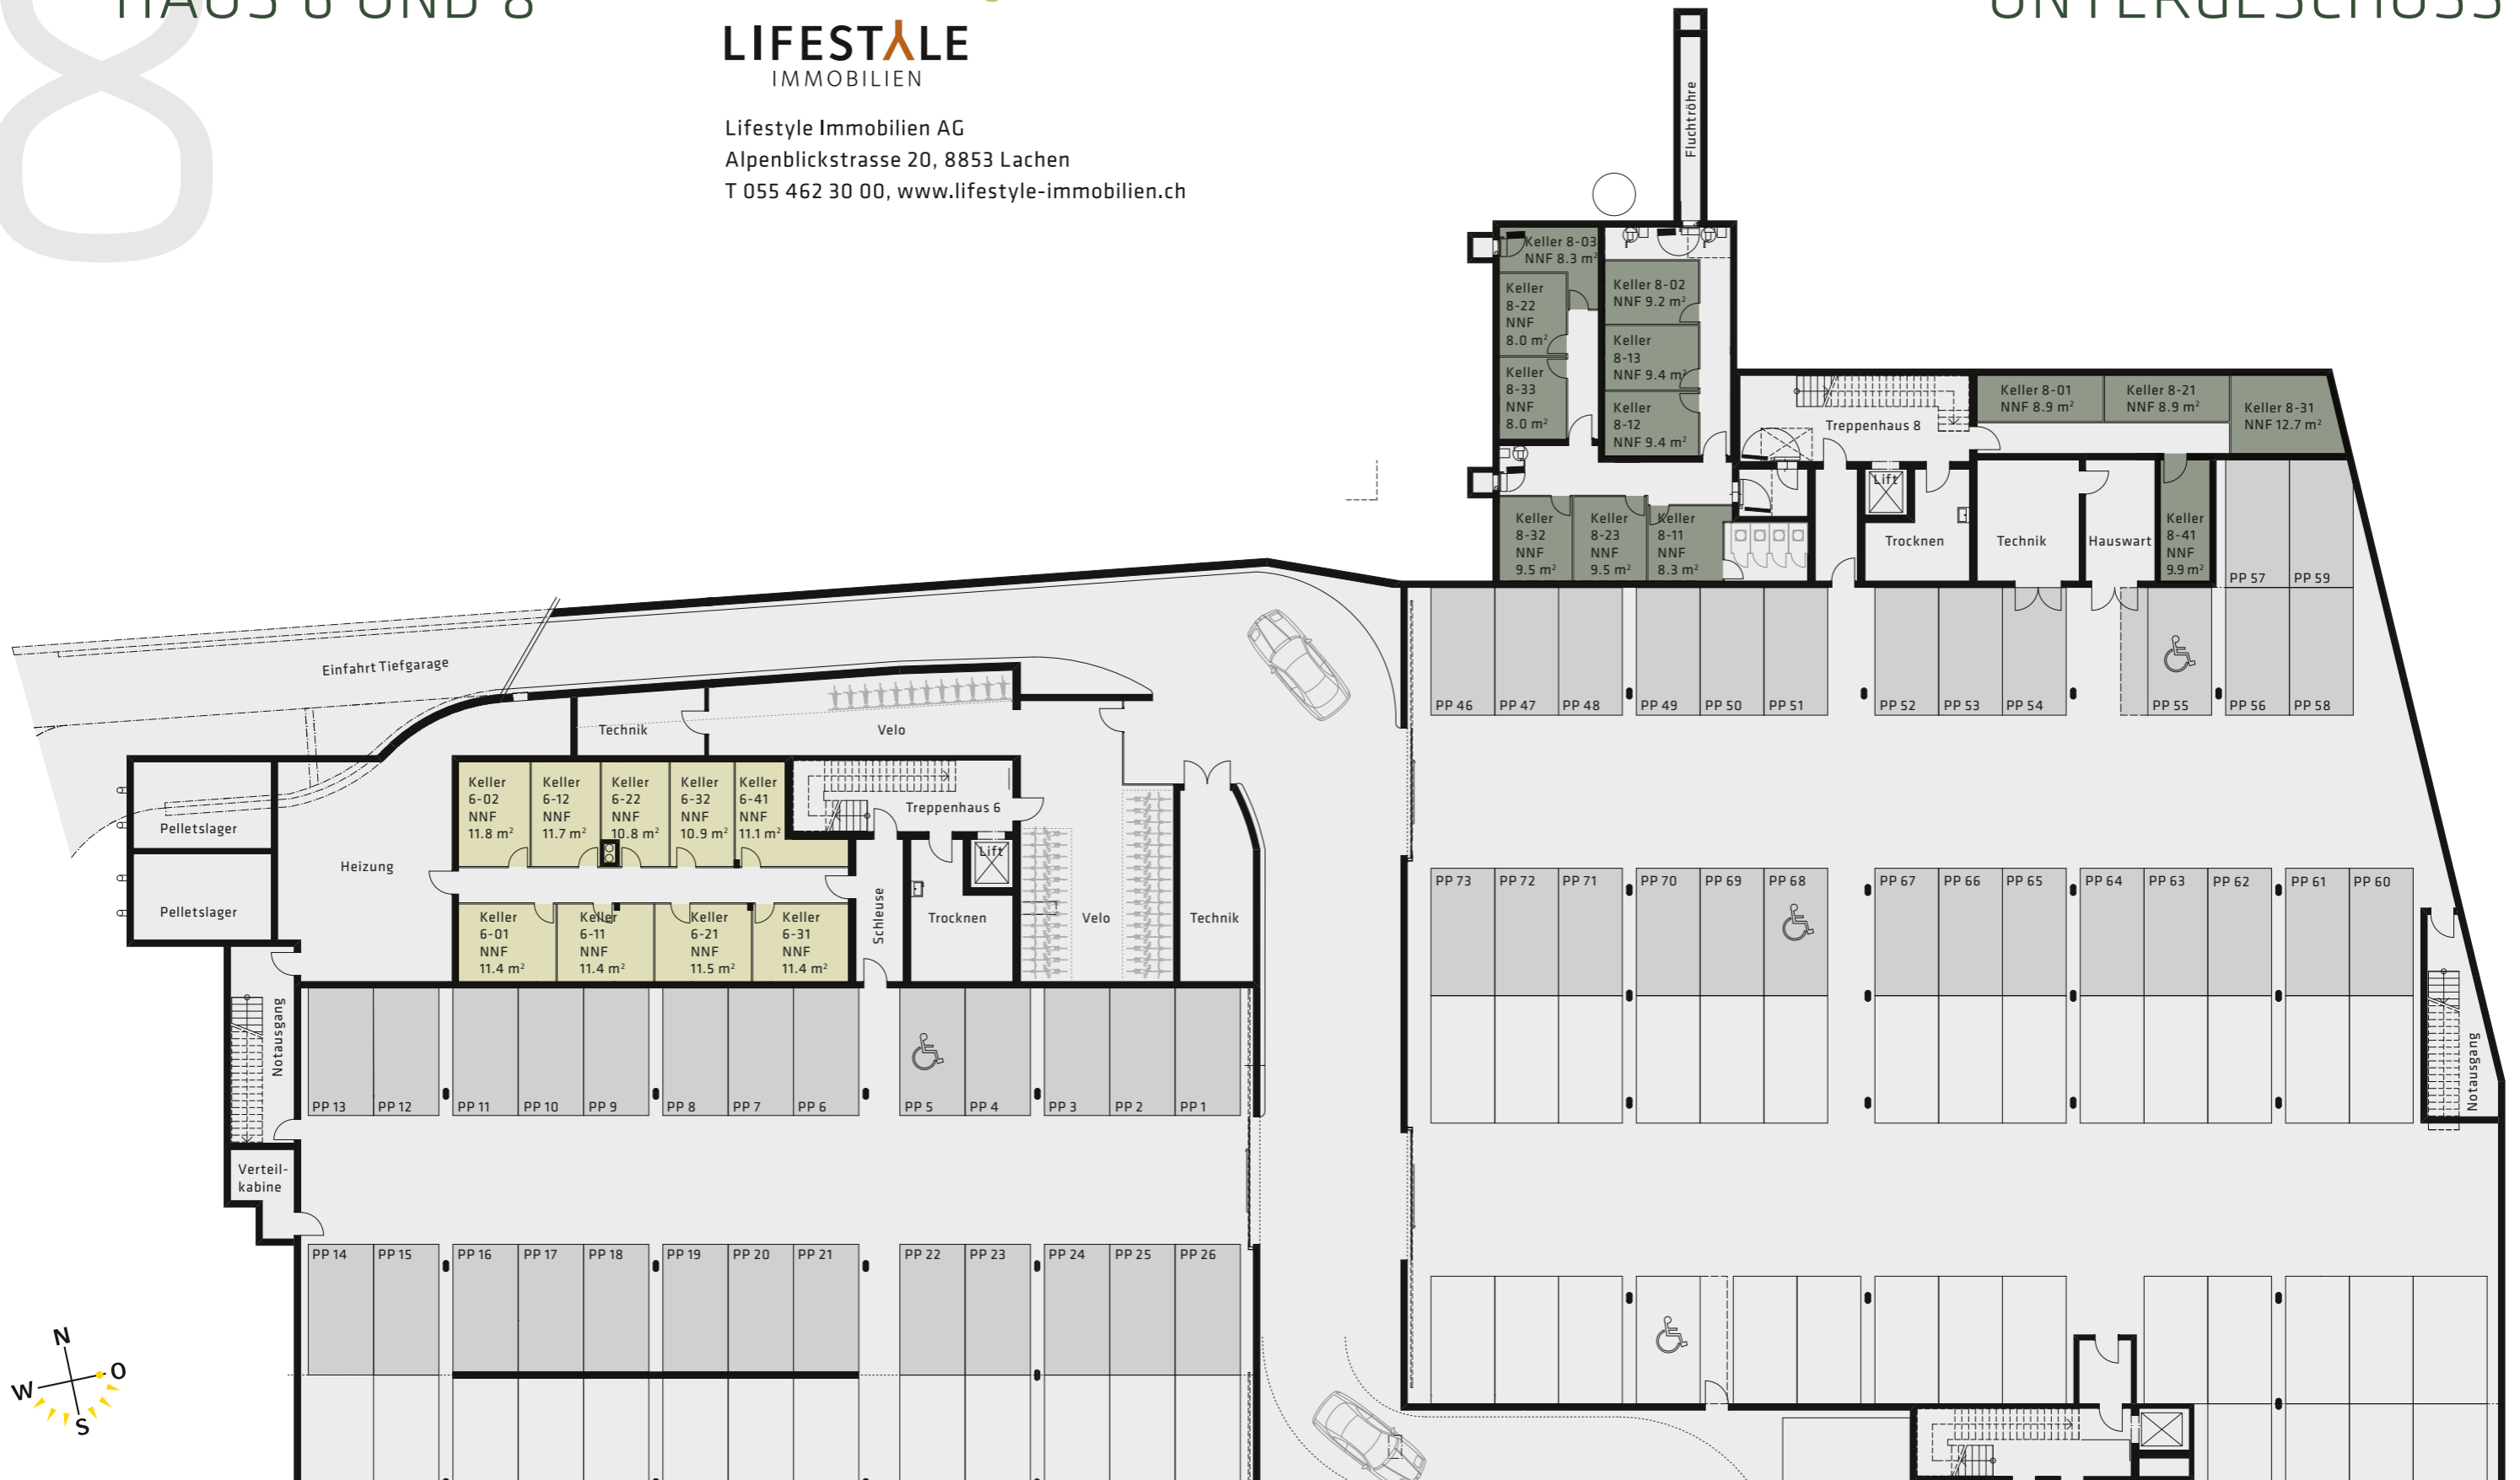 HAUS 6 UND 8
UNTERGESCHOSS
8
LIFESTYLE
IMMOBILIEN
Lifestyle Immobilien AG
Alpenblickstrasse 20, 8853 Lachen
T 055 462 30 00, www.lifestyle-immobilien.ch
Fluchtröhre
Keller 8-03
NNF 8.3 m²
Keller
8-22
NNF
8.0 m²
Keller
8-33
NNF
8.0 m²
Keller 8-02
NNF 9.2 m²
Keller
8-13
NNF 9.4 m²
Keller
8-12
NNF 9.4 m²
Treppenhaus 8
Keller 8-01
NNF 8.9 m²
Keller 8-21
NNF 8.9 m²
Keller 8-31
NNF 12.7 m²
Keller
8-32
NNF
9.5 m²
Keller
8-23
NNF
9.5 m²
Keller
8-11
NNF
8.3 m²
Lift
Trocknen
Technik
Hauswart
Keller
8-41
NNF
9.9 m²
PP 57
PP 59
PP 46
PP 47
PP 48
PP 49
PP 50
PP 51
PP 52
PP 53
PP 54
PP 55
PP 56
PP 58
Einfahrt Tiefgarage
Technik
Velo
Pelletslager
Pelletslager
Heizung
Keller
6-02
NNF
11.8 m²
Keller
6-12
NNF
11.7 m²
Keller
6-22
NNF
10.8 m²
Keller
6-32
NNF
10.9 m²
Keller
6-41
NNF
11.1 m²
Treppenhaus 6
Lift
Keller
6-01
NNF
11.4 m²
Keller
6-11
NNF
11.4 m²
Keller
6-21
NNF
11.5 m²
Keller
6-31
NNF
11.4 m²
Schleuse
Trocknen
Velo
Technik
PP 73
PP 72
PP 71
PP 70
PP 69
PP 68
PP 67
PP 66
PP 65
PP 64
PP 63
PP 62
PP 61
PP 60
Notausgang
Notausgang
PP 13
PP 12
PP 11
PP 10
PP 9
PP 8
PP 7
PP 6
PP 5
PP 4
PP 3
PP 2
PP 1
Verteil-
kabine
PP 14
PP 15
PP 16
PP 17
PP 18
PP 19
PP 20
PP 21
PP 22
PP 23
PP 24
PP 25
PP 26
N
O
W
S